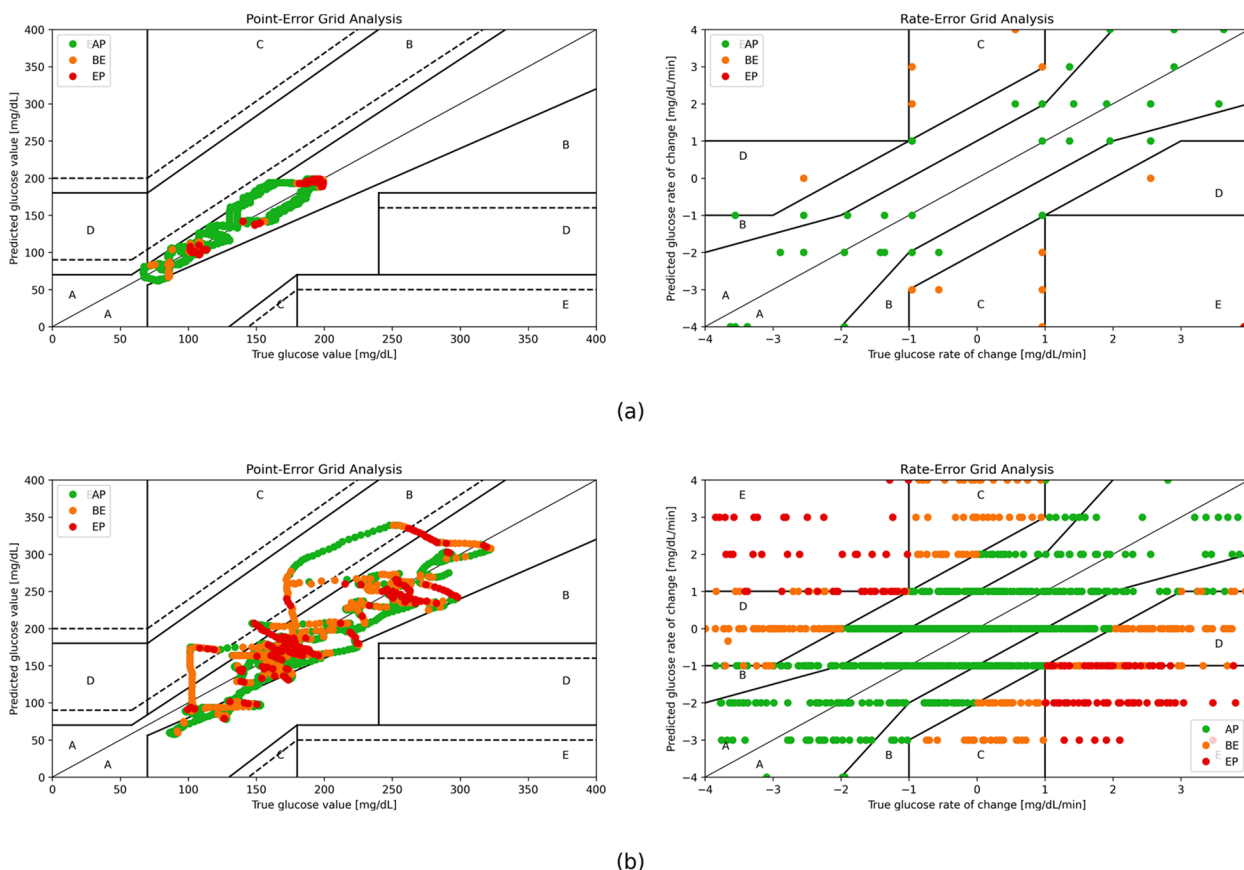 Point-Error Grid Analysis
Predicted glucose value [mg/dL]
400
350
300
250
200
150
100
50
0
0 50 100 150 200 250 300 350 400
True glucose value [mg/dL]
E AP
BE
EP
C
B
B
D
D
A
A
C
E
Rate-Error Grid Analysis
Predicted glucose rate of change [mg/dL/min]
4
3
2
1
0
−1
−2
−3
−4
−4 −3 −2 −1 0 1 2 3
True glucose rate of change [mg/dL/min]
E AP
BE
EP
C
D
D
B
A
A
B
C
E
(a)
Point-Error Grid Analysis
Predicted glucose value [mg/dL]
400
350
300
250
200
150
100
50
0
0 50 100 150 200 250 300 350 400
True glucose value [mg/dL]
E AP
BE
EP
C
B
B
D
D
A
A
C
E
Rate-Error Grid Analysis
Predicted glucose rate of change [mg/dL/min]
4
3
2
1
0
−1
−2
−3
−4
−4 −3 −2 −1 0 1 2 3
True glucose rate of change [mg/dL/min]
E
C
D
D
B
A
A
B
C
AP
BE
EP
E
(b)